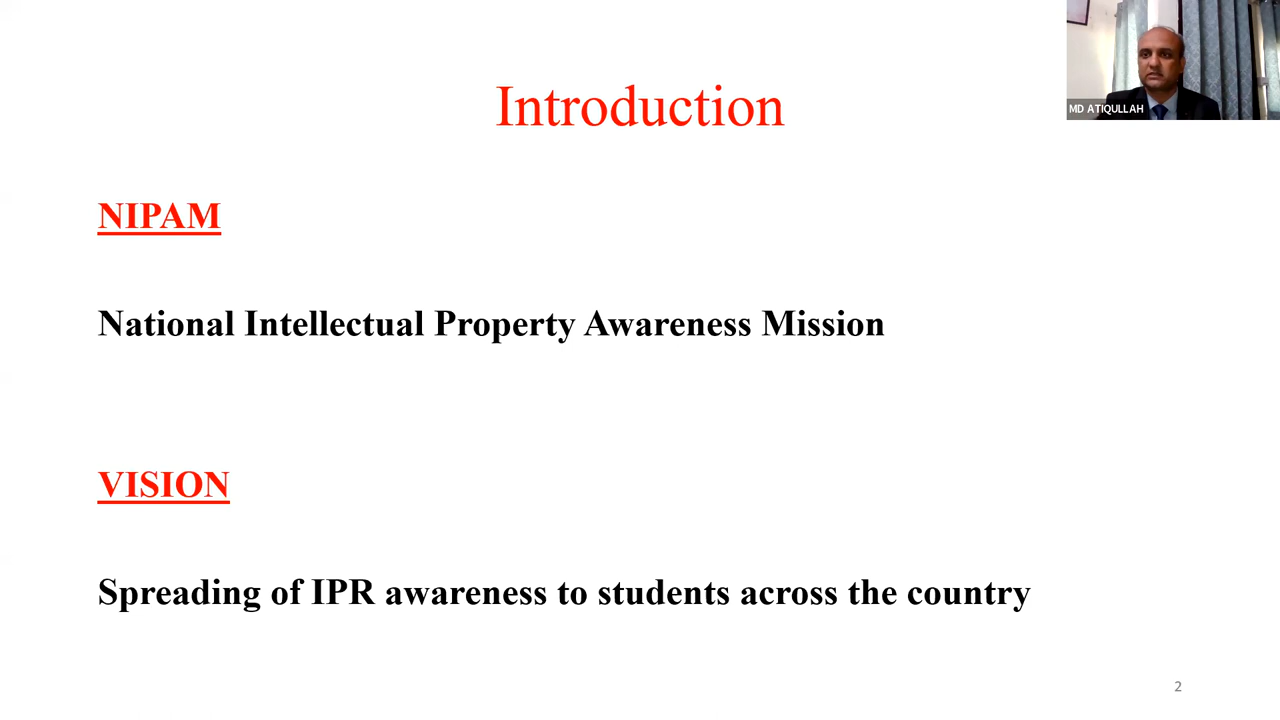 MD ATIQULLAH
Introduction
NIPAM
National Intellectual Property Awareness Mission
VISION
Spreading of IPR awareness to students across the country
2